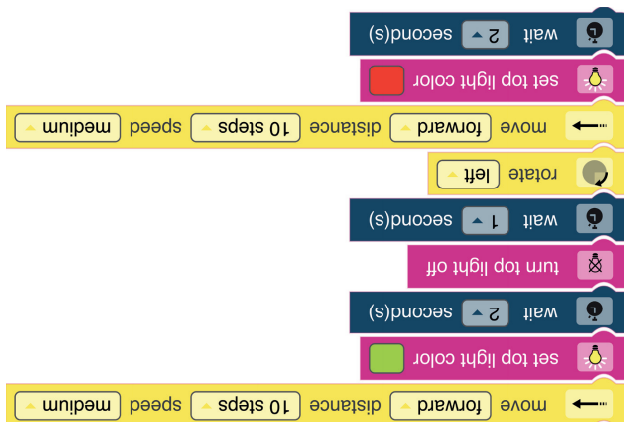 move forward distance 10 steps speed medium
set top light color
wait 2 second(s)
turn top light off
wait 1 second(s)
rotate left
move forward distance 10 steps speed medium
set top light color
wait 2 second(s)